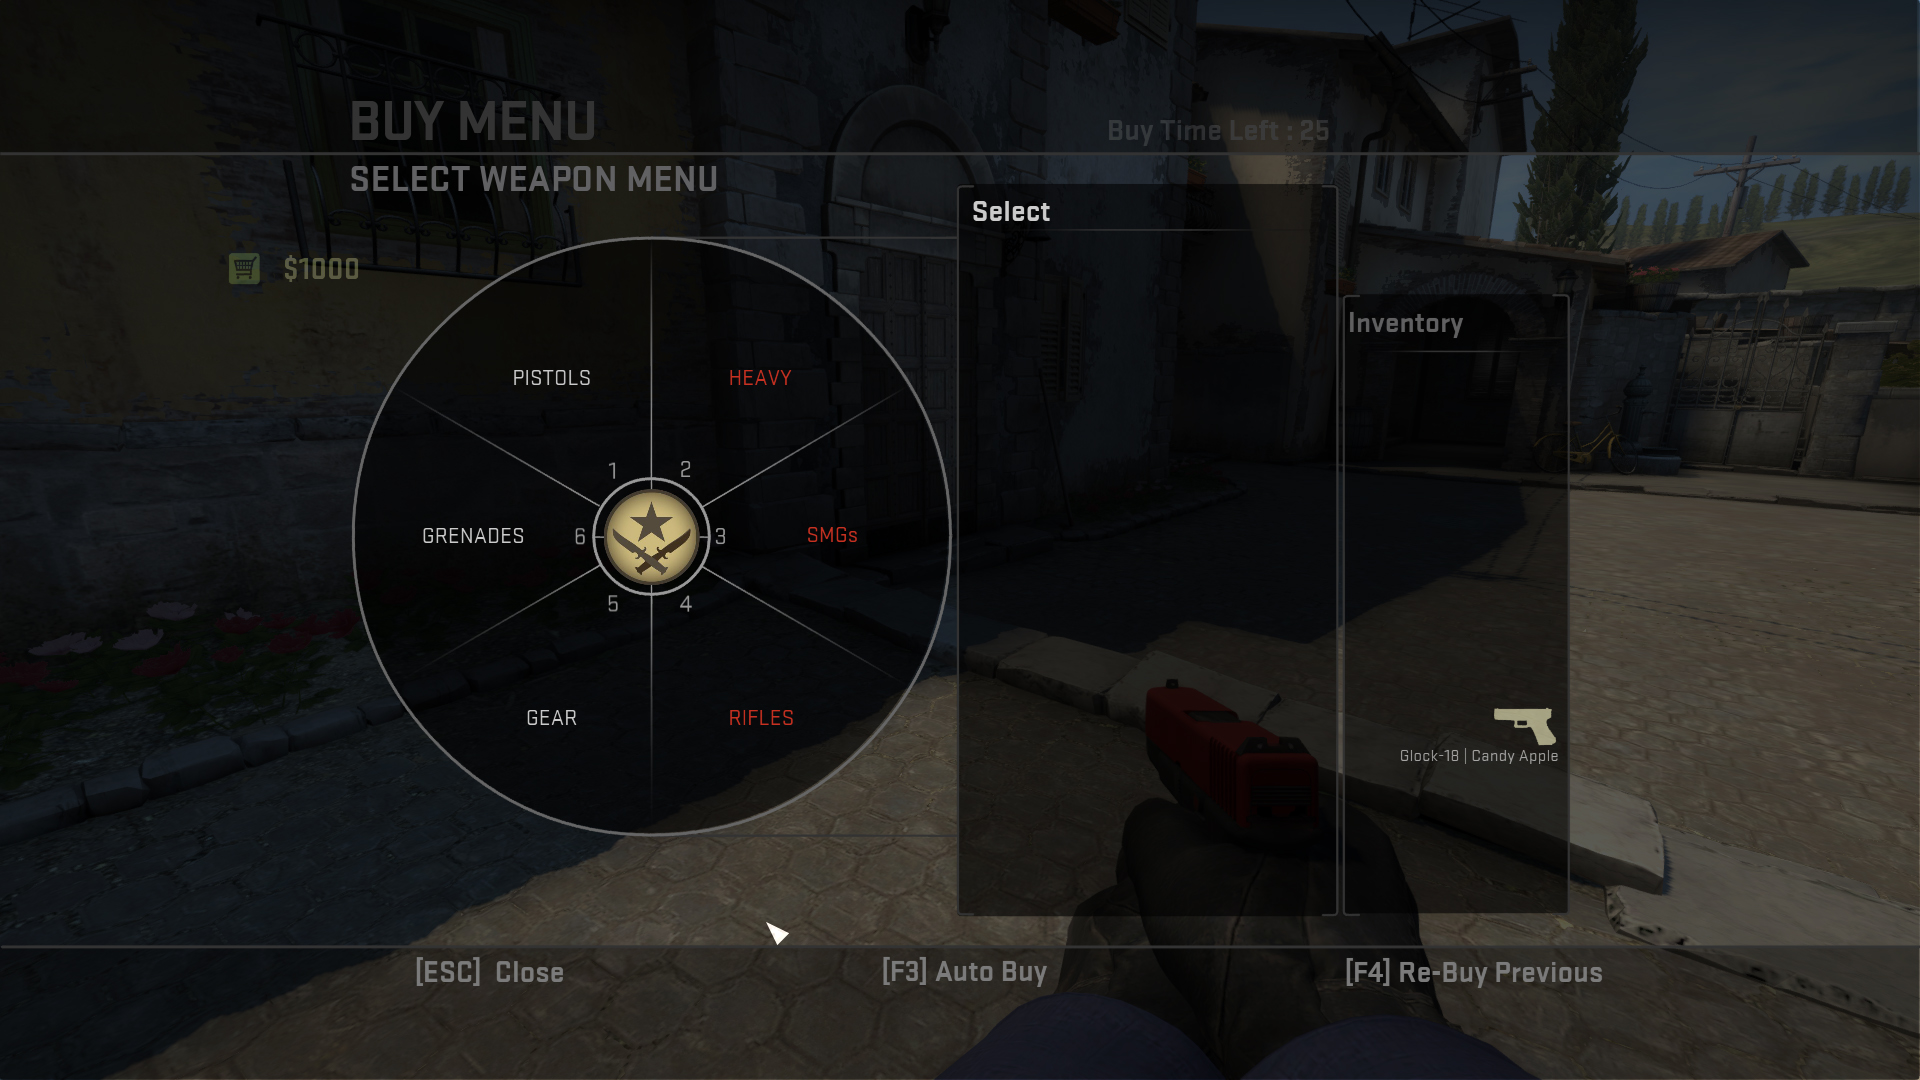 BUY MENU
Buy Time Left : 25
SELECT WEAPON MENU
Select
$1000
Inventory
PISTOLS
HEAVY
1
2
GRENADES
6
3
SMGs
5
4
GEAR
RIFLES
Glock-18 | Candy Apple
[ESC] Close
[F3] Auto Buy
[F4] Re-Buy Previous